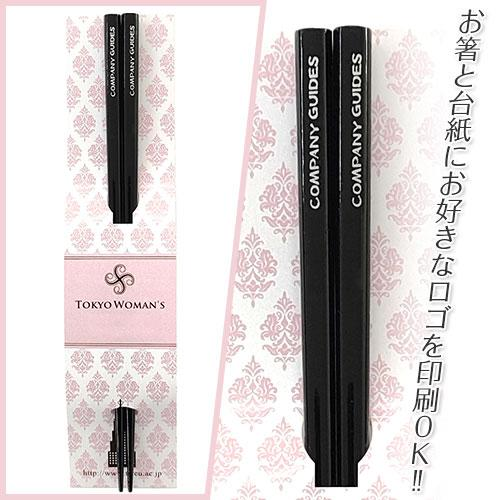 COMPANY GUIDES
COMPANY GUIDES
TOKYO WOMAN'S
COMPANY GUIDES
COMPANY GUIDES
お箸と台紙にお好きなロゴを印刷OK!!